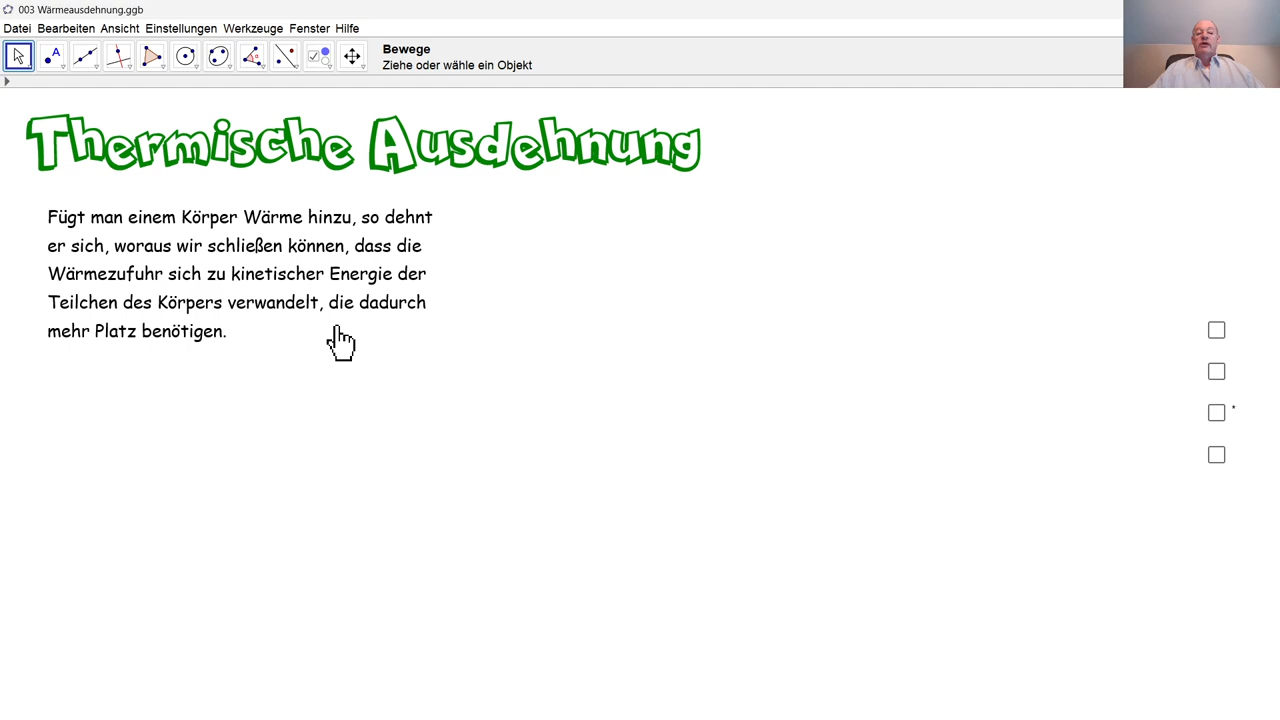 003 Wärmeausdehnung.ggb
Datei Bearbeiten Ansicht Einstellungen Werkzeuge Fenster Hilfe
A
Bewege
Ziehe oder wähle ein Objekt
Thermische Ausdehnung
Fügt man einem Körper Wärme hinzu, so dehnt
er sich, woraus wir schließen können, dass die
Wärmezufuhr sich zu kinetischer Energie der
Teilchen des Körpers verwandelt, die dadurch
mehr Platz benötigen.
*